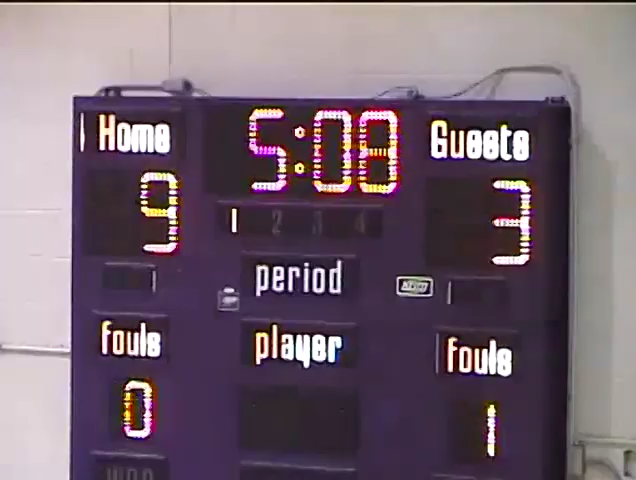 Home 5:08 Guests
9 3
1 2 3 4
period
fouls player fouls
0 1